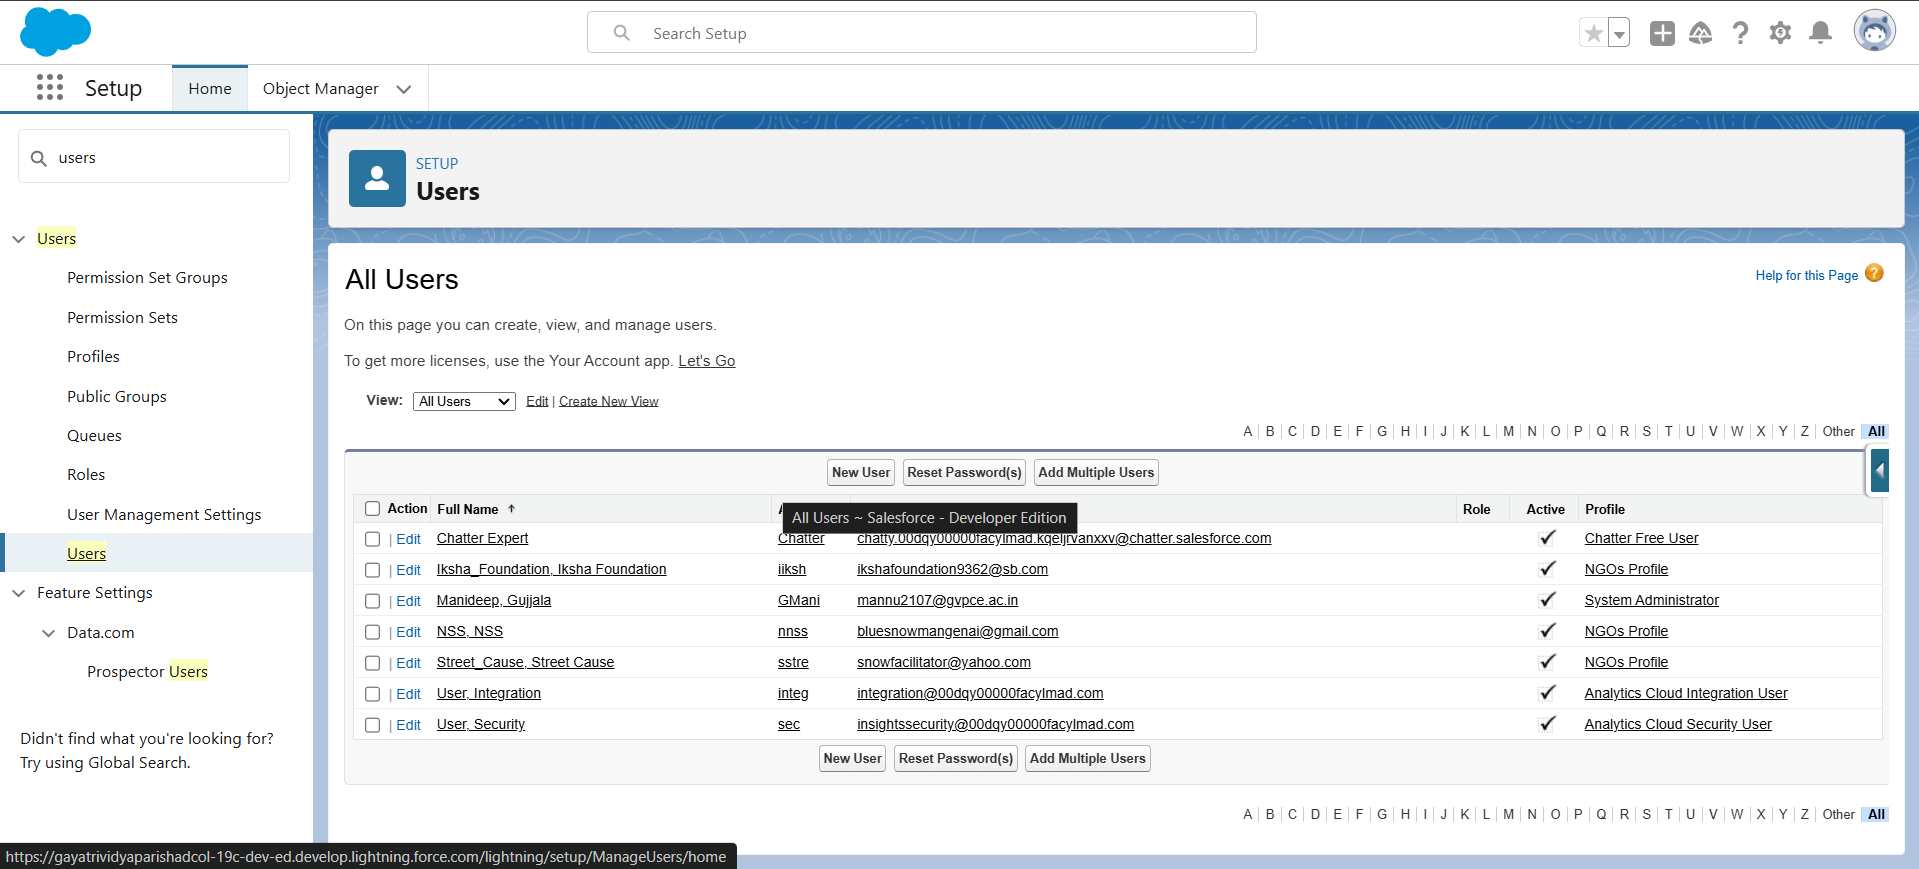 Search Setup
Setup
Home
Object Manager
users
Users
Permission Set Groups
Permission Sets
Profiles
Public Groups
Queues
Roles
User Management Settings
Users
Feature Settings
Data.com
Prospector Users
Didn't find what you're looking for?
Try using Global Search.
SETUP
Users
All Users
Help for this Page ?
On this page you can create, view, and manage users.
To get more licenses, use the Your Account app. Let's Go
View: All Users Edit | Create New View
A B C D E F G H I J K L M N O P Q R S T U V W X Y Z Other All
New User Reset Password(s) Add Multiple Users
Action Full Name ↑ Role Active Profile
All Users ~ Salesforce - Developer Edition
| Edit Chatter Expert Chatter chatty.00dqy00000facylmad.kqeljrvanxxv@chatter.salesforce.com ✓ Chatter Free User
| Edit Iksha_Foundation, Iksha Foundation iiksh ikshafoundation9362@sb.com ✓ NGOs Profile
| Edit Manideep, Gujjala GMani mannu2107@gvpce.ac.in ✓ System Administrator
| Edit NSS, NSS nnss bluesnowmangenai@gmail.com ✓ NGOs Profile
| Edit Street_Cause, Street Cause sstre snowfacilitator@yahoo.com ✓ NGOs Profile
| Edit User, Integration integ integration@00dqy00000facylmad.com ✓ Analytics Cloud Integration User
| Edit User, Security sec insightssecurity@00dqy00000facylmad.com ✓ Analytics Cloud Security User
New User Reset Password(s) Add Multiple Users
A B C D E F G H I J K L M N O P Q R S T U V W X Y Z Other All
https://gayatrividyaparishadcol-19c-dev-ed.develop.lightning.force.com/lightning/setup/ManageUsers/home